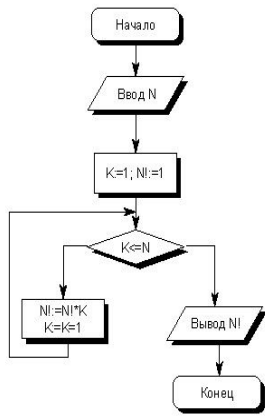 Начало
Ввод N
K:=1; N!:=1
K<=N
N!:=N!*K
K:=K=1
Вывод N!
Конец